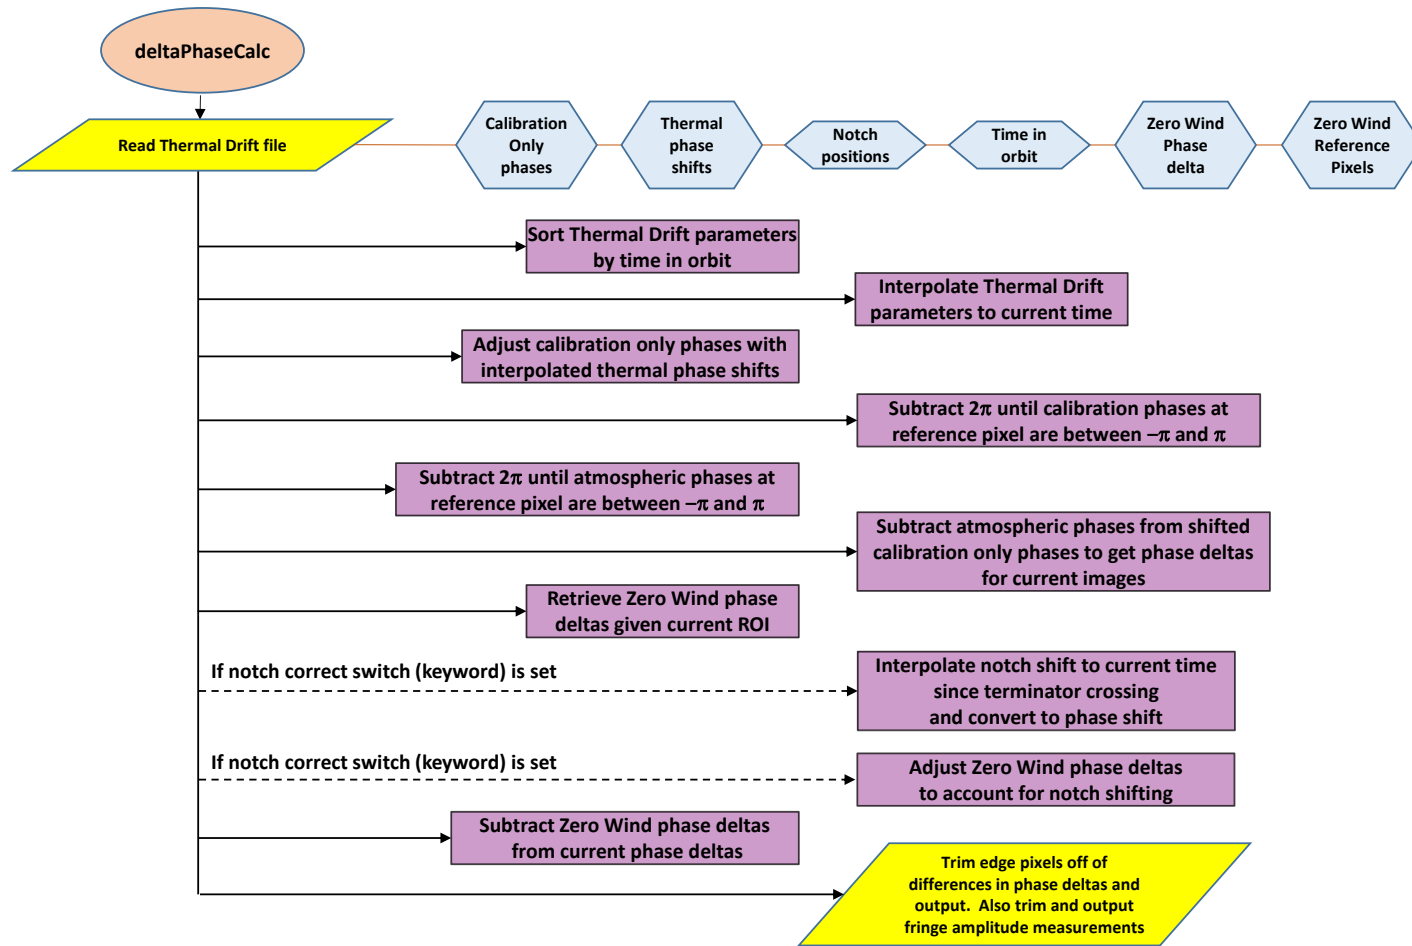 deltaPhaseCalc
Read Thermal Drift file
Calibration
Only
phases
Thermal
phase
shifts
Notch
positions
Time in
orbit
Zero Wind
Phase
delta
Zero Wind
Reference
Pixels
Sort Thermal Drift parameters
by time in orbit
Interpolate Thermal Drift
parameters to current time
Adjust calibration only phases with
interpolated thermal phase shifts
Subtract 2π until calibration phases at
reference pixel are between –π and π
Subtract 2π until atmospheric phases at
reference pixel are between –π and π
Subtract atmospheric phases from shifted
calibration only phases to get phase deltas
for current images
Retrieve Zero Wind phase
deltas given current ROI
If notch correct switch (keyword) is set
Interpolate notch shift to current time
since terminator crossing
and convert to phase shift
If notch correct switch (keyword) is set
Adjust Zero Wind phase deltas
to account for notch shifting
Subtract Zero Wind phase deltas
from current phase deltas
Trim edge pixels off of
differences in phase deltas and
output.  Also trim and output
fringe amplitude measurements